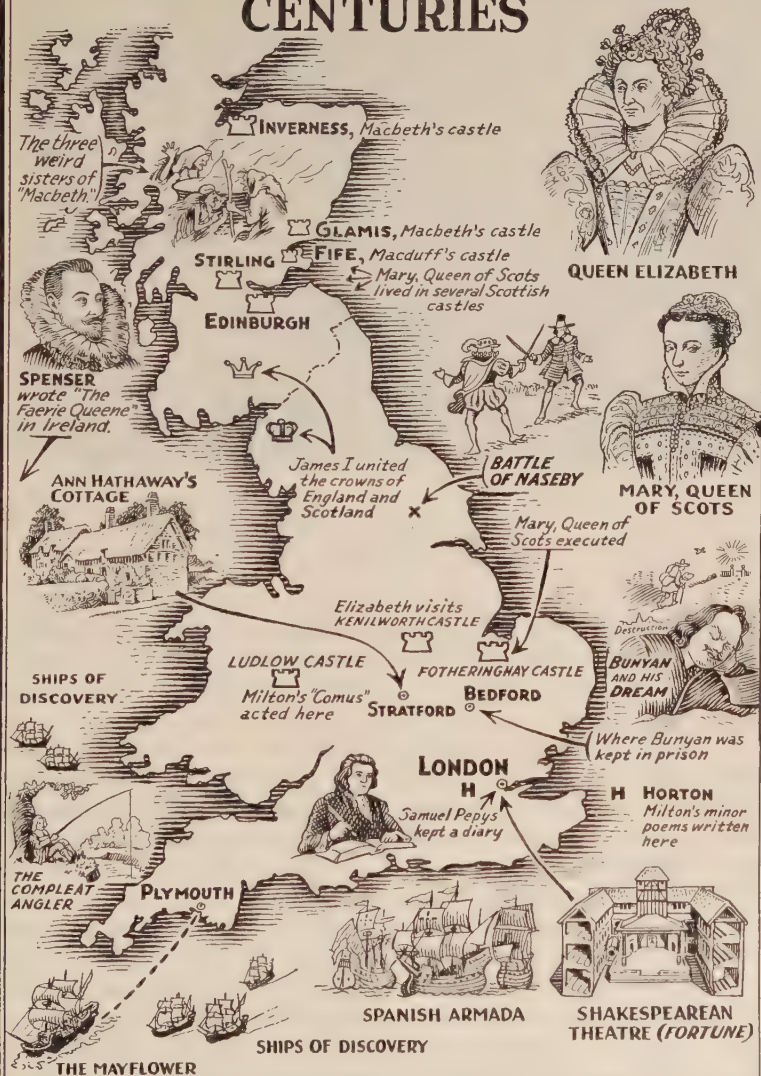 CENTURIES
INVERNESS, Macbeth's castle
The three
weird
sisters of
"Macbeth."
GLAMIS, Macbeth's castle
FIFE, Macduff's castle
STIRLING
Mary, Queen of Scots
lived in several Scottish
castles
EDINBURGH
QUEEN ELIZABETH
SPENSER
wrote "The
Faerie Queene"
in Ireland.
James I united
the crowns of
England and
Scotland
BATTLE
OF NASEBY
MARY, QUEEN
OF SCOTS
ANN HATHAWAY'S
COTTAGE
Mary, Queen of
Scots executed
Elizabeth visits
KENILWORTH CASTLE
FOTHERINGHAY CASTLE
Destruction
BUNYAN
AND HIS
DREAM
LUDLOW CASTLE
Milton's "Comus"
acted here
STRATFORD
BEDFORD
SHIPS OF
DISCOVERY
Where Bunyan was
kept in prison
LONDON
H
Samuel Pepys
kept a diary
H HORTON
Milton's minor
poems written
here
THE
COMPLEAT
ANGLER
PLYMOUTH
SPANISH ARMADA
SHAKESPEAREAN
THEATRE (FORTUNE)
SHIPS OF DISCOVERY
THE MAYFLOWER